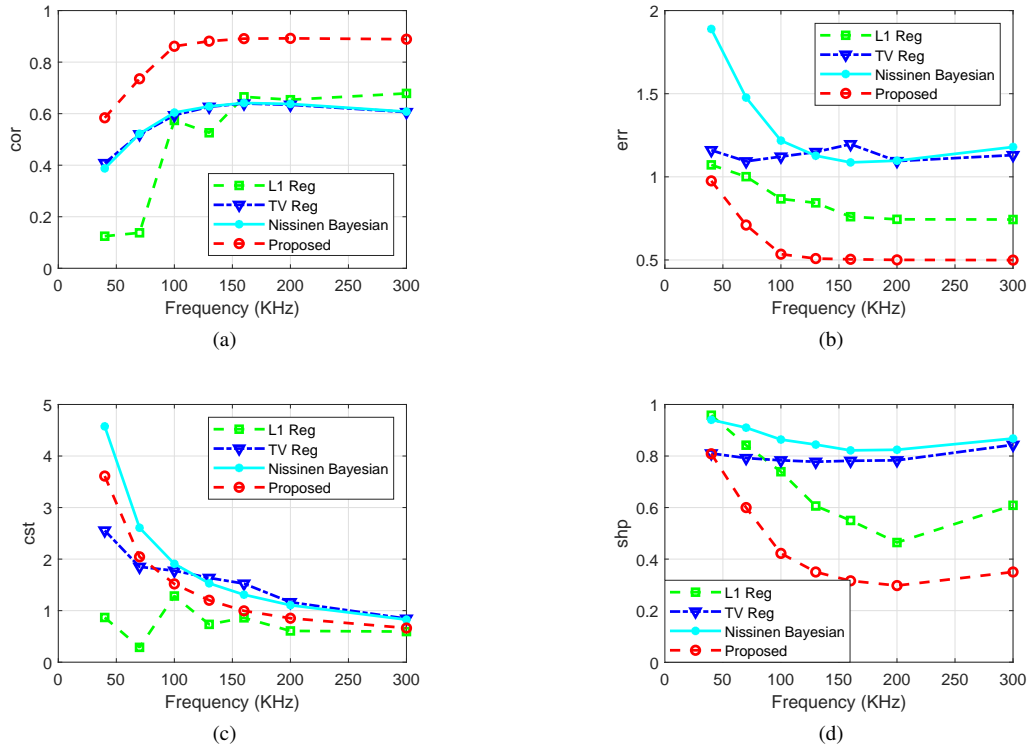 1
0.8
0.6
0.4
0.2
0
cor
0 50 100 150 200 250 300
Frequency (KHz)
L1 Reg
TV Reg
Nissinen Bayesian
Proposed
(a)
2
1.5
1
0.5
err
0 50 100 150 200 250 300
Frequency (KHz)
L1 Reg
TV Reg
Nissinen Bayesian
Proposed
(b)
5
4
3
2
1
0
cst
0 50 100 150 200 250 300
Frequency (KHz)
L1 Reg
TV Reg
Nissinen Bayesian
Proposed
(c)
1
0.8
0.6
0.4
0.2
0
shp
0 50 100 150 200 250 300
Frequency (KHz)
L1 Reg
TV Reg
Nissinen Bayesian
Proposed
(d)